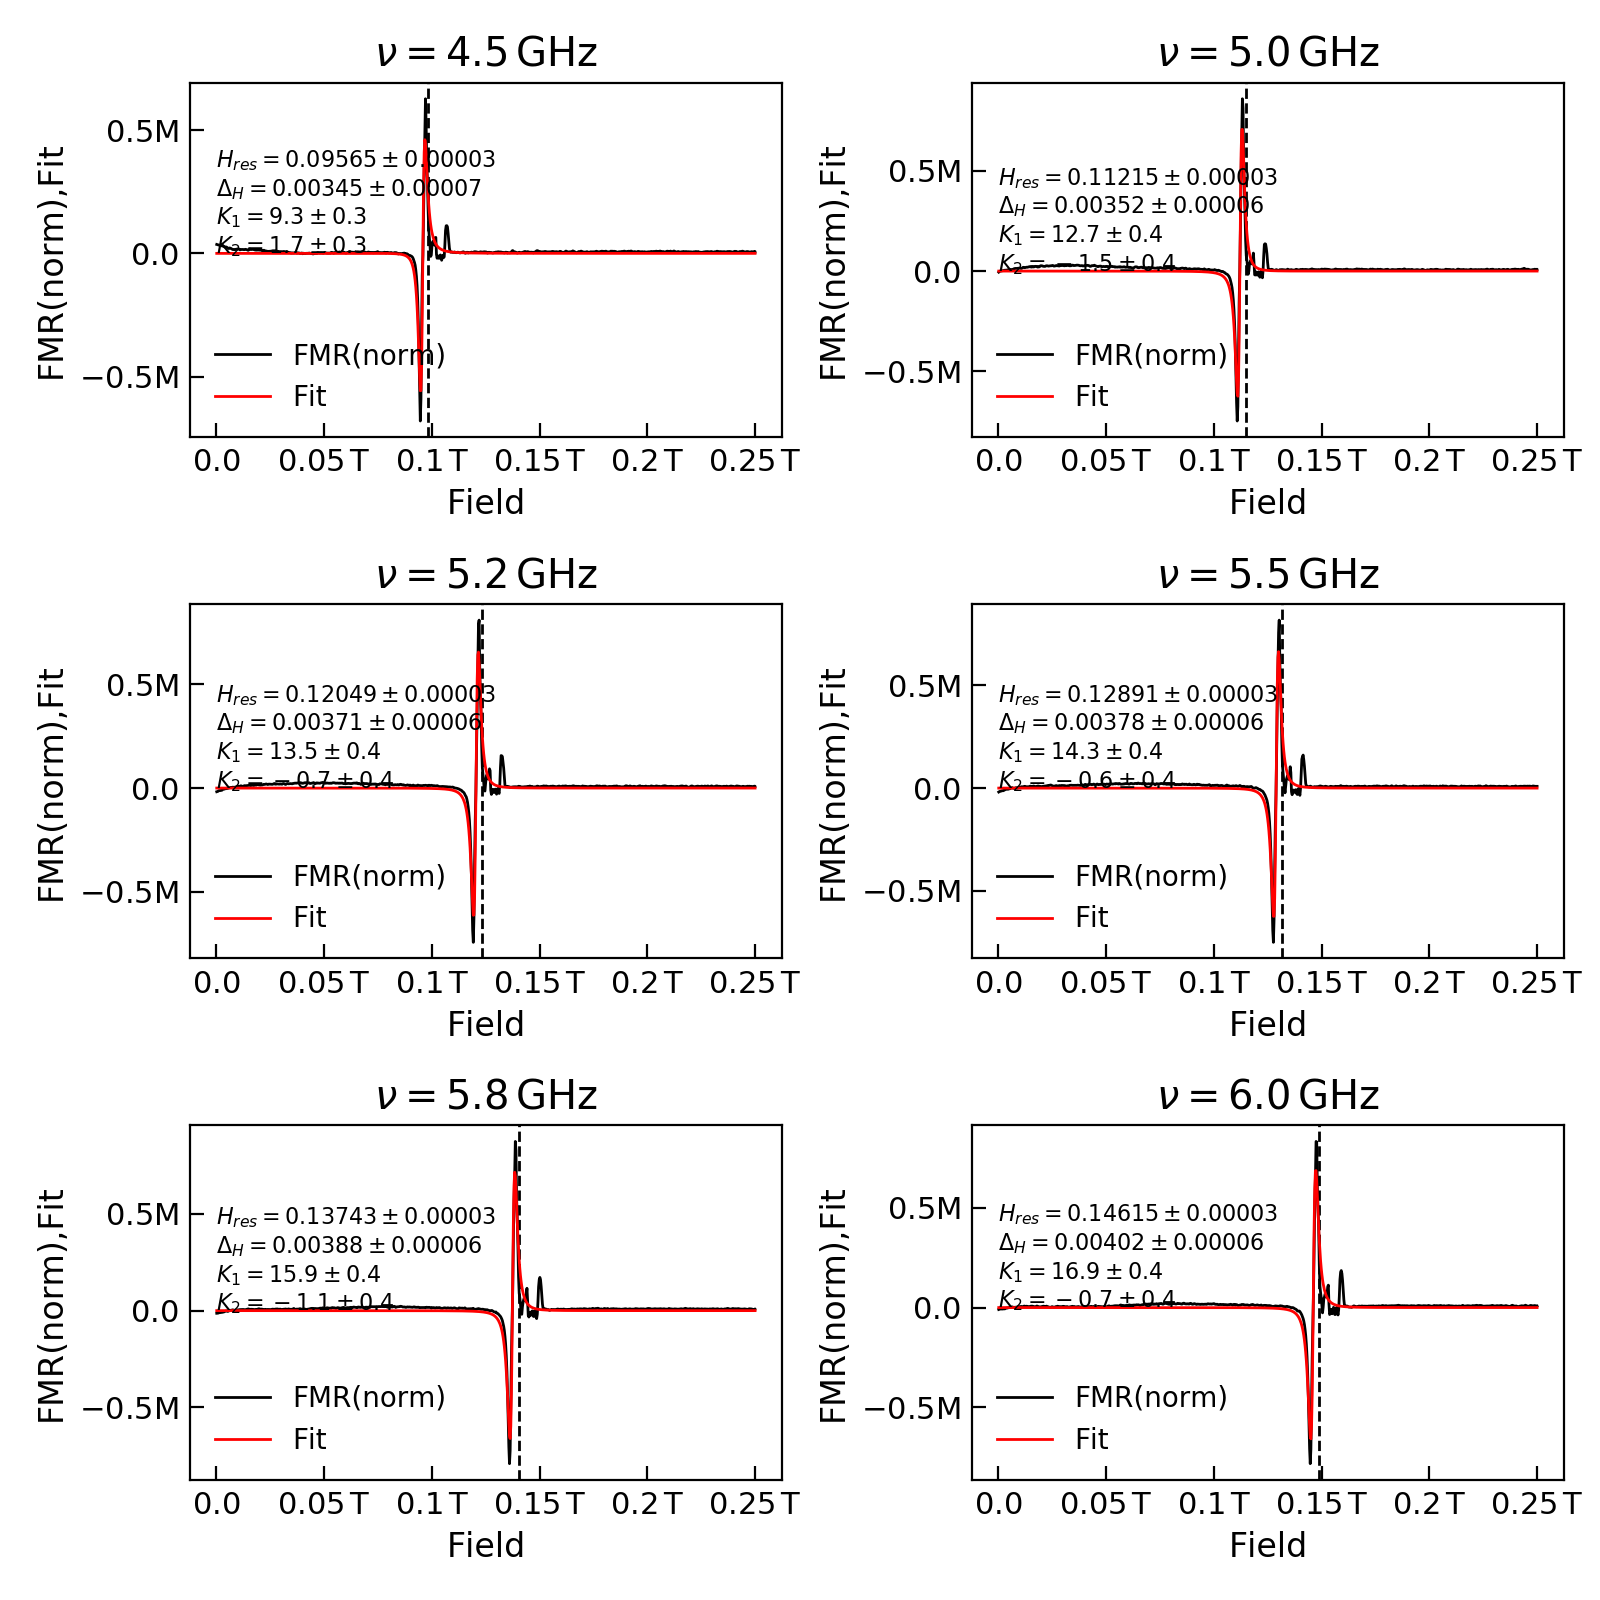 ν = 4.5 GHz
0.5M
0.0
−0.5M
FMR(norm),Fit
H_res = 0.09565 ± 0.00003
Δ_H = 0.00345 ± 0.00007
K_1 = 9.3 ± 0.3
K_2 = 1.7 ± 0.3
FMR(norm)
Fit
0.0 0.05 T 0.1 T 0.15 T 0.2 T 0.25 T
Field
ν = 5.0 GHz
0.5M
0.0
−0.5M
FMR(norm),Fit
H_res = 0.11215 ± 0.00003
Δ_H = 0.00352 ± 0.00006
K_1 = 12.7 ± 0.4
K_2 = −1.5 ± 0.4
FMR(norm)
Fit
0.0 0.05 T 0.1 T 0.15 T 0.2 T 0.25 T
Field
ν = 5.2 GHz
0.5M
0.0
−0.5M
FMR(norm),Fit
H_res = 0.12049 ± 0.00003
Δ_H = 0.00371 ± 0.00006
K_1 = 13.5 ± 0.4
K_2 = −0.7 ± 0.4
FMR(norm)
Fit
0.0 0.05 T 0.1 T 0.15 T 0.2 T 0.25 T
Field
ν = 5.5 GHz
0.5M
0.0
−0.5M
FMR(norm),Fit
H_res = 0.12891 ± 0.00003
Δ_H = 0.00378 ± 0.00006
K_1 = 14.3 ± 0.4
K_2 = −0.6 ± 0.4
FMR(norm)
Fit
0.0 0.05 T 0.1 T 0.15 T 0.2 T 0.25 T
Field
ν = 5.8 GHz
0.5M
0.0
−0.5M
FMR(norm),Fit
H_res = 0.13743 ± 0.00003
Δ_H = 0.00388 ± 0.00006
K_1 = 15.9 ± 0.4
K_2 = −1.1 ± 0.4
FMR(norm)
Fit
0.0 0.05 T 0.1 T 0.15 T 0.2 T 0.25 T
Field
ν = 6.0 GHz
0.5M
0.0
−0.5M
FMR(norm),Fit
H_res = 0.14615 ± 0.00003
Δ_H = 0.00402 ± 0.00006
K_1 = 16.9 ± 0.4
K_2 = −0.7 ± 0.4
FMR(norm)
Fit
0.0 0.05 T 0.1 T 0.15 T 0.2 T 0.25 T
Field